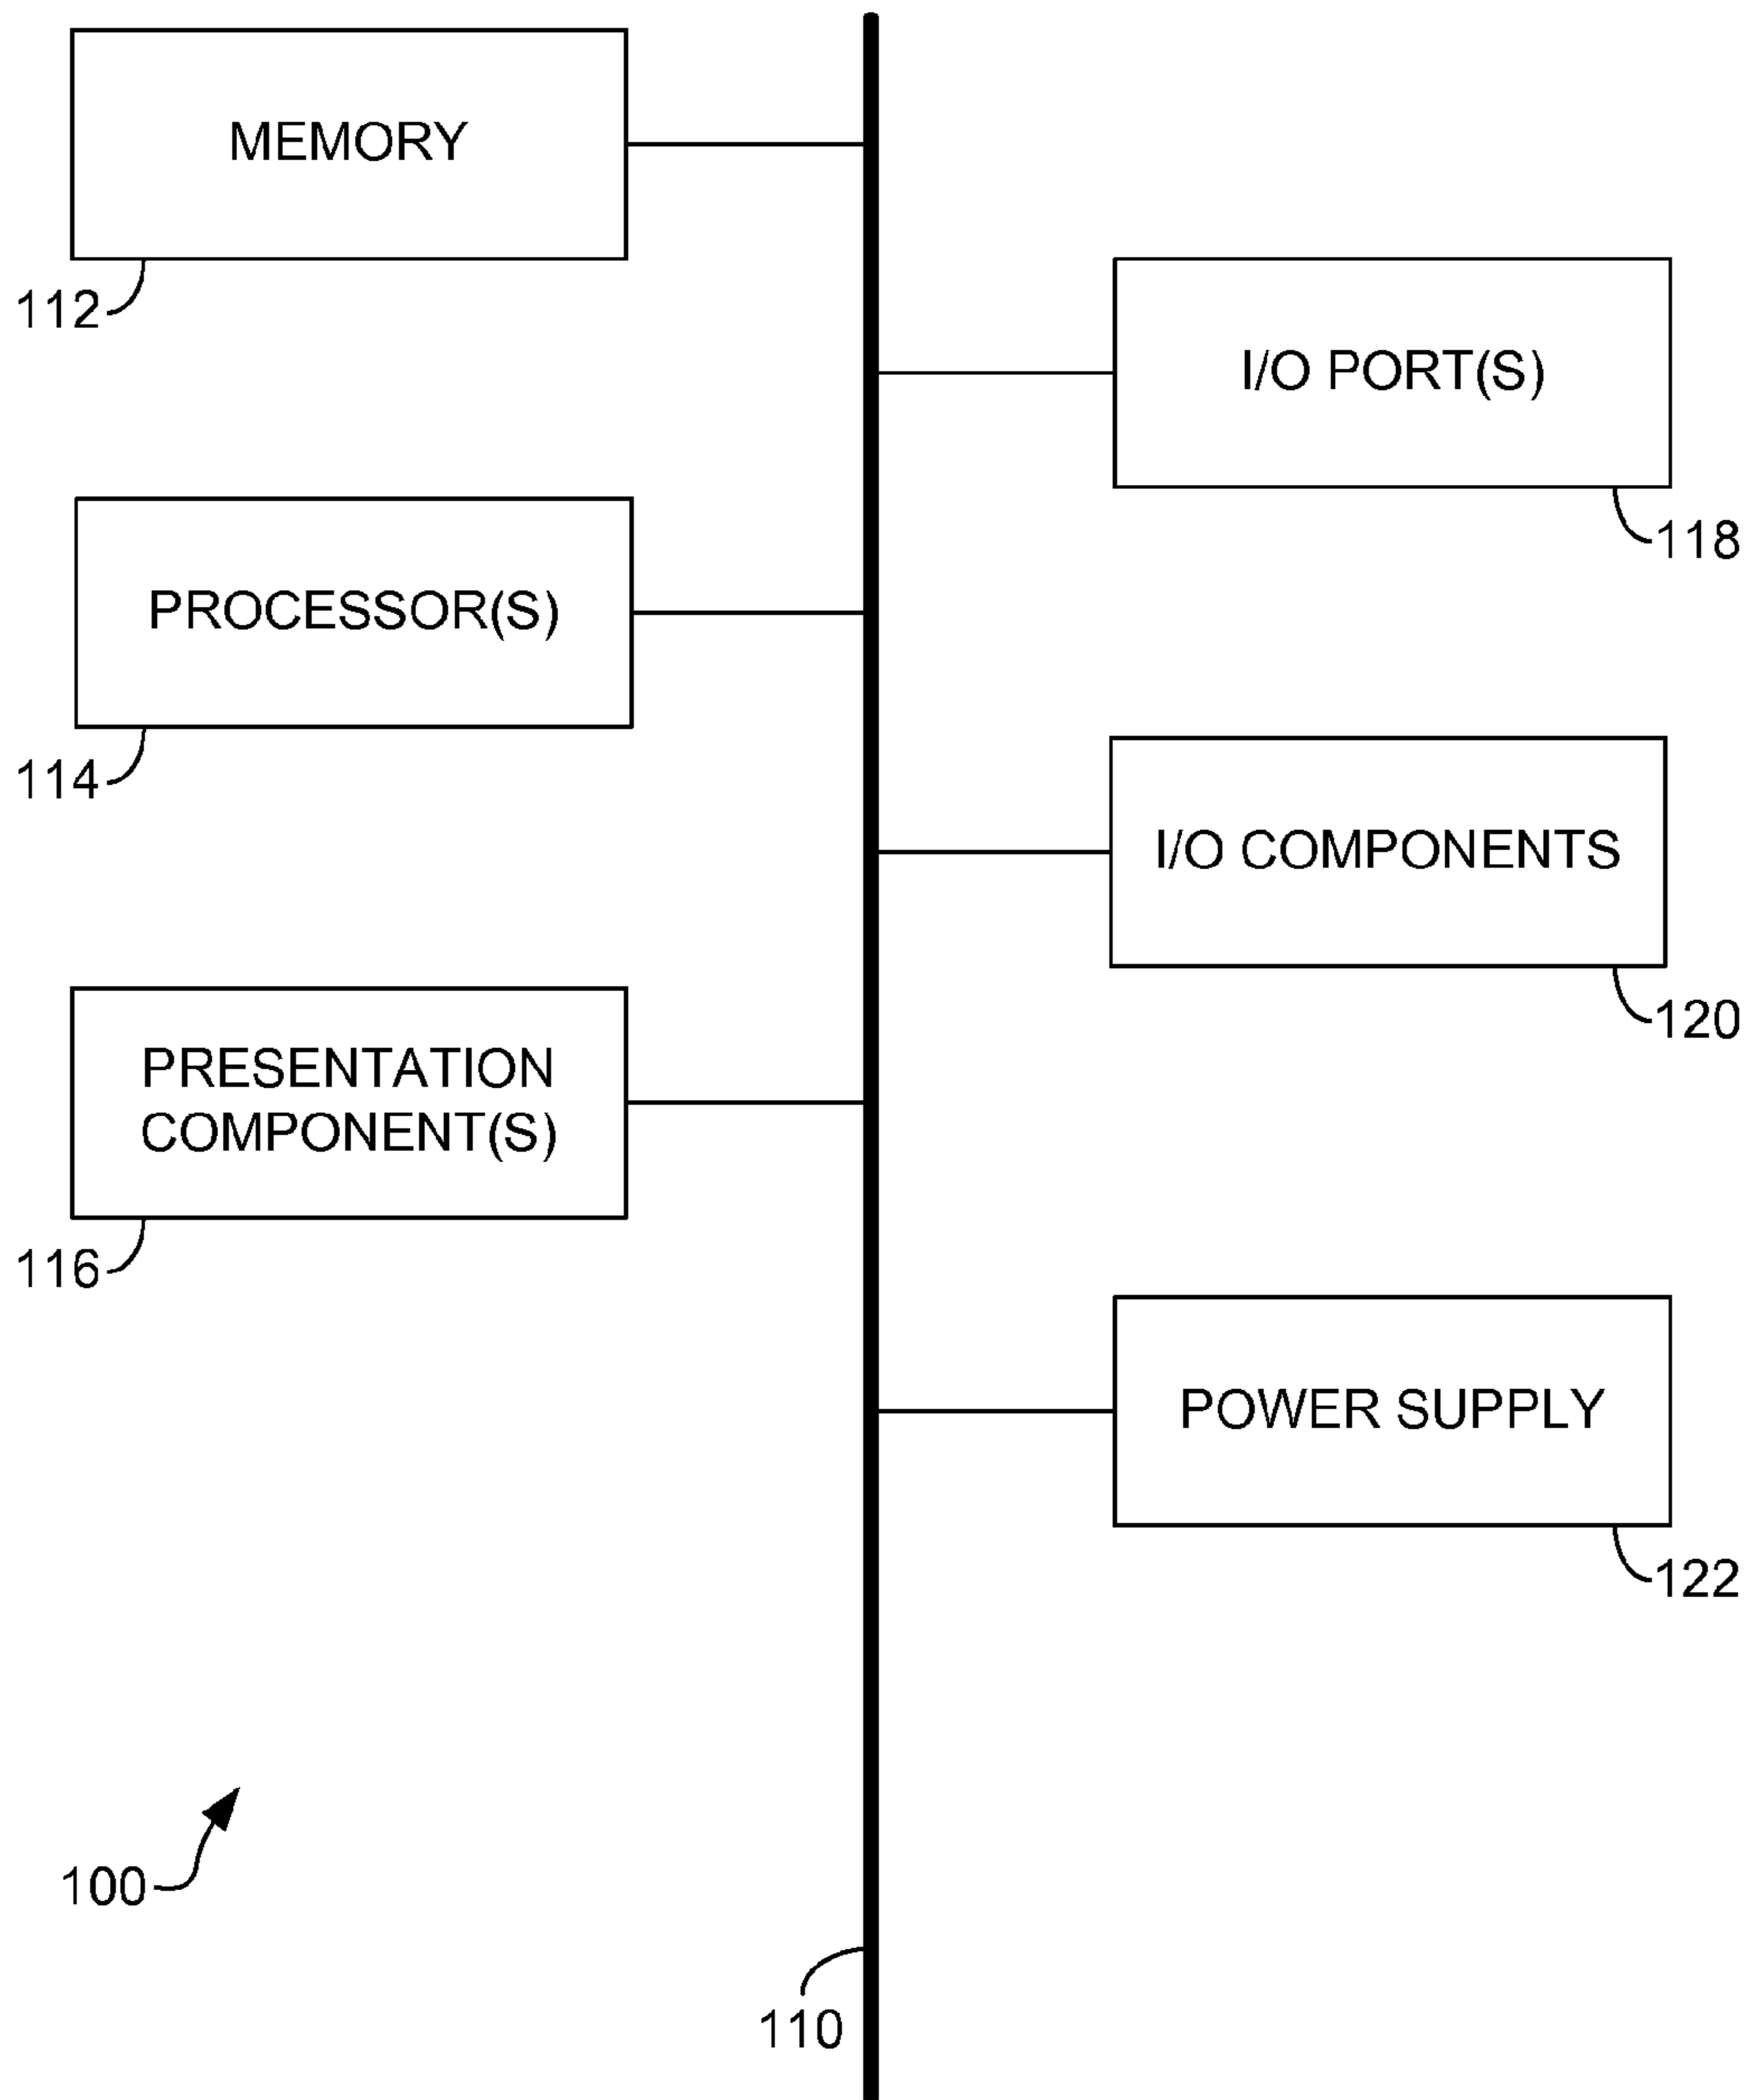 MEMORY
112
I/O PORT(S)
118
PROCESSOR(S)
114
I/O COMPONENTS
120
PRESENTATION
COMPONENT(S)
116
POWER SUPPLY
122
100
110